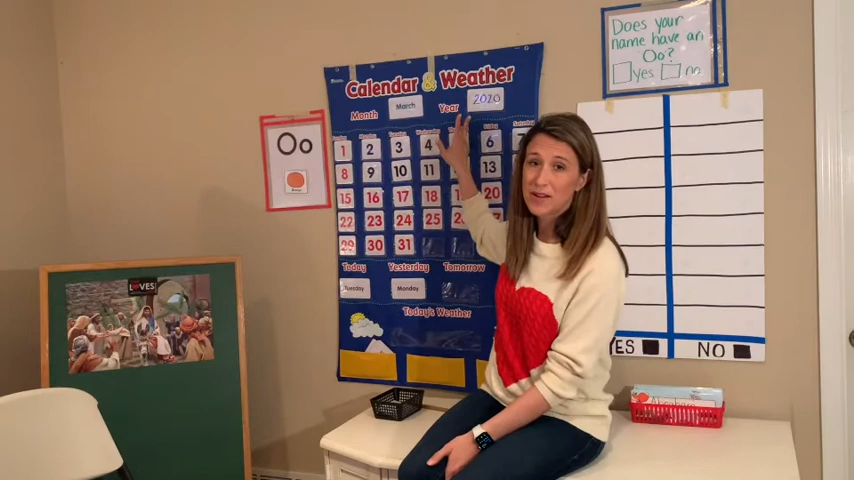 Does your
name have an
Oo?
yes no
Calendar & Weather
Month March Year 2020
Oo
1 2 3 4 6 7
8 9 10 11 13
15 16 17 18 20
22 23 24 25
29 30 31
Today Yesterday Tomorrow
Tuesday Monday
Today's Weather
LOVES
YES NO